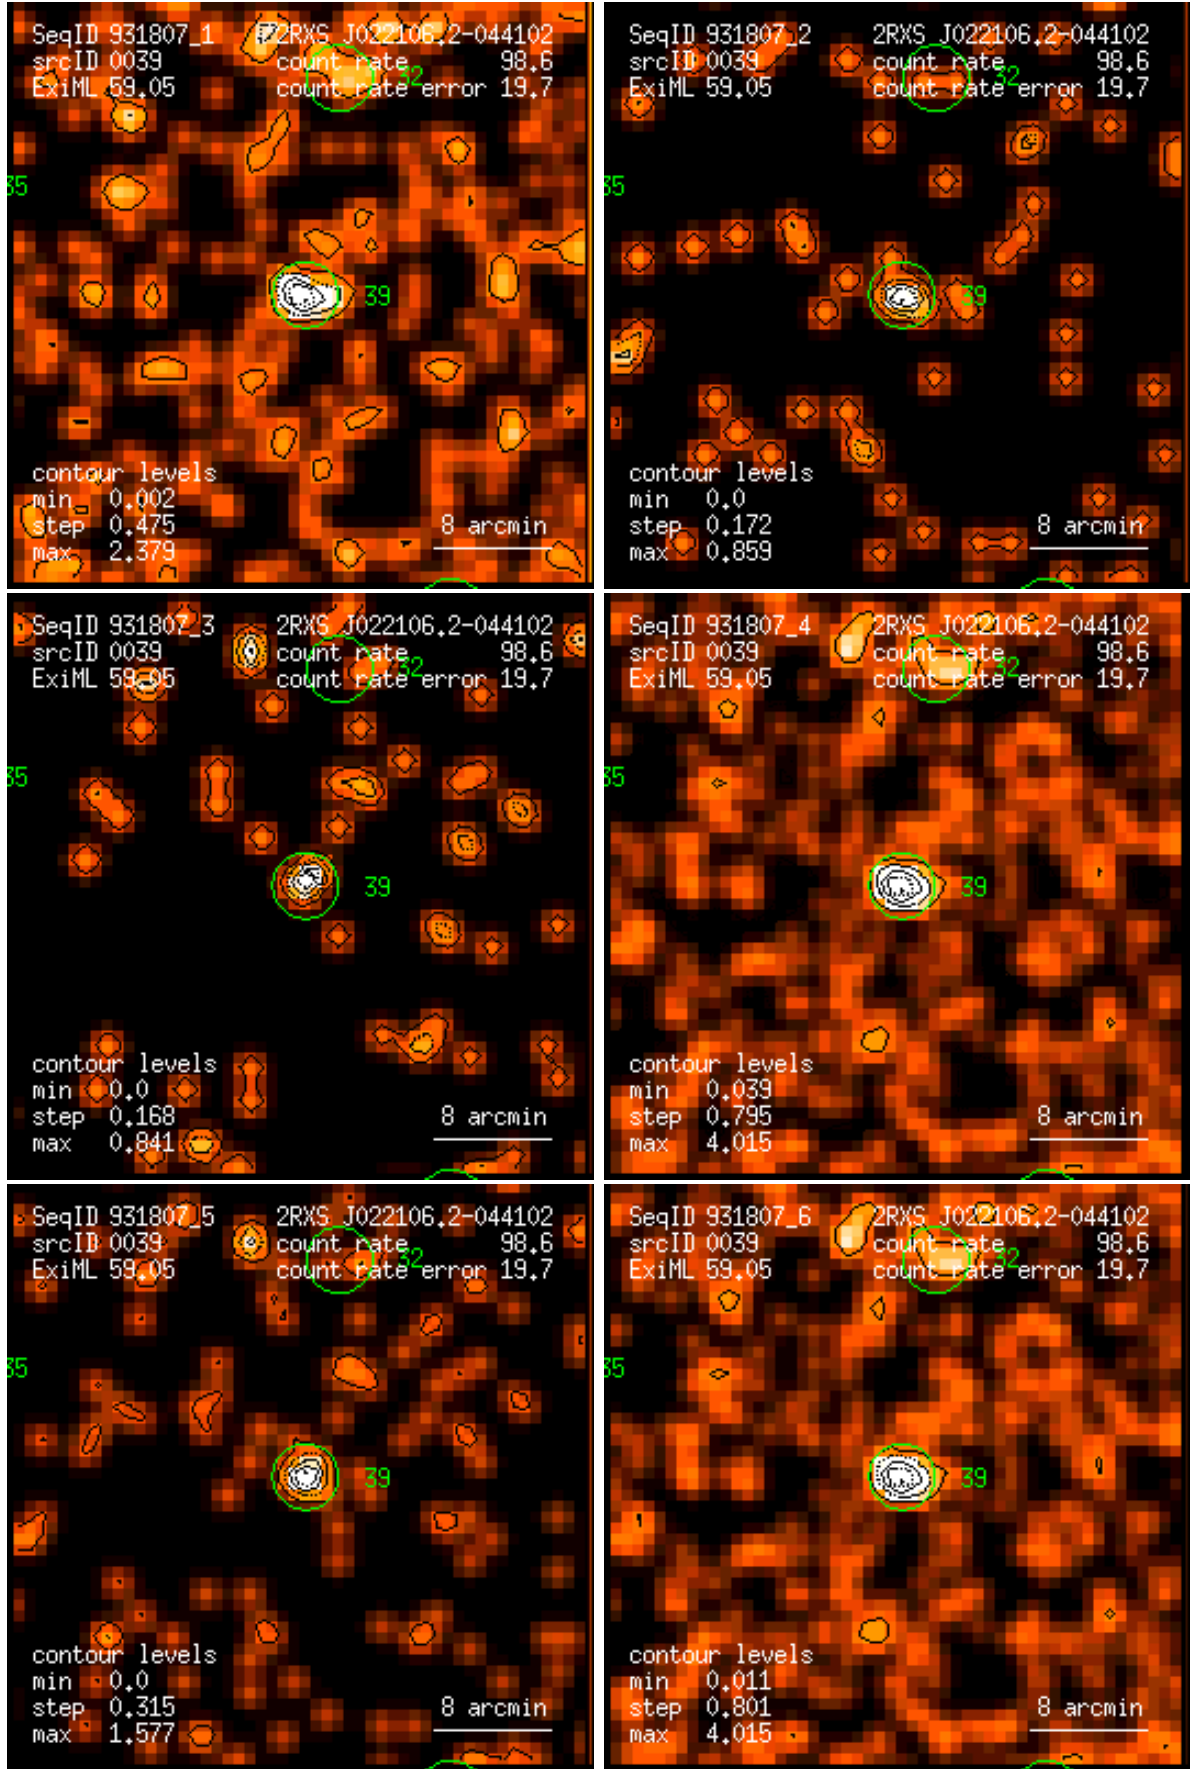 SeqID 931807_1 2RXS J022106.2-044102
srcID 0039 count rate 98.6
ExiML 59.05 count rate error 19.7
32
35
39
contour levels
min 0.002
step 0.475
max 2.379
8 arcmin
SeqID 931807_2 2RXS J022106.2-044102
srcID 0039 count rate 98.6
ExiML 59.05 count rate error 19.7
32
35
39
contour levels
min 0.0
step 0.172
max 0.859
8 arcmin
SeqID 931807_3 2RXS J022106.2-044102
srcID 0039 count rate 98.6
ExiML 59.05 count rate error 19.7
32
35
39
contour levels
min 0.0
step 0.168
max 0.841
8 arcmin
SeqID 931807_4 2RXS J022106.2-044102
srcID 0039 count rate 98.6
ExiML 59.05 count rate error 19.7
32
35
39
contour levels
min 0.039
step 0.795
max 4.015
8 arcmin
SeqID 931807_5 2RXS J022106.2-044102
srcID 0039 count rate 98.6
ExiML 59.05 count rate error 19.7
32
35
39
contour levels
min 0.0
step 0.315
max 1.577
8 arcmin
SeqID 931807_6 2RXS J022106.2-044102
srcID 0039 count rate 98.6
ExiML 59.05 count rate error 19.7
32
35
39
contour levels
min 0.011
step 0.801
max 4.015
8 arcmin